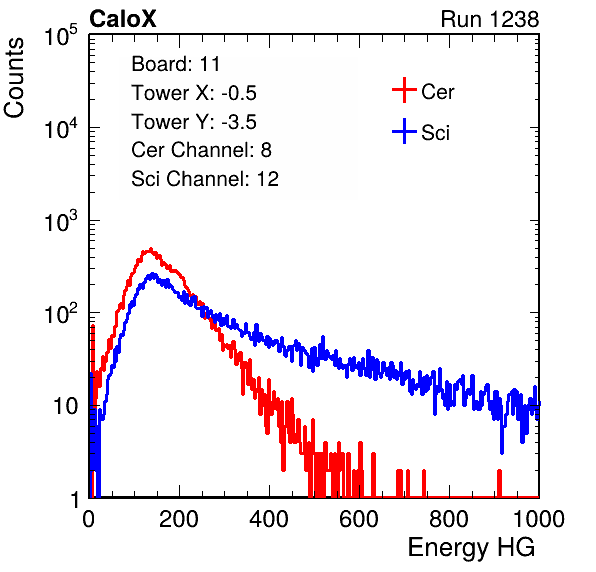 CaloX Run 1238
Counts
Board: 11
Tower X: -0.5
Tower Y: -3.5
Cer Channel: 8
Sci Channel: 12
Cer
Sci
10^5
10^4
10^3
10^2
10
1
0 200 400 600 800 1000
Energy HG